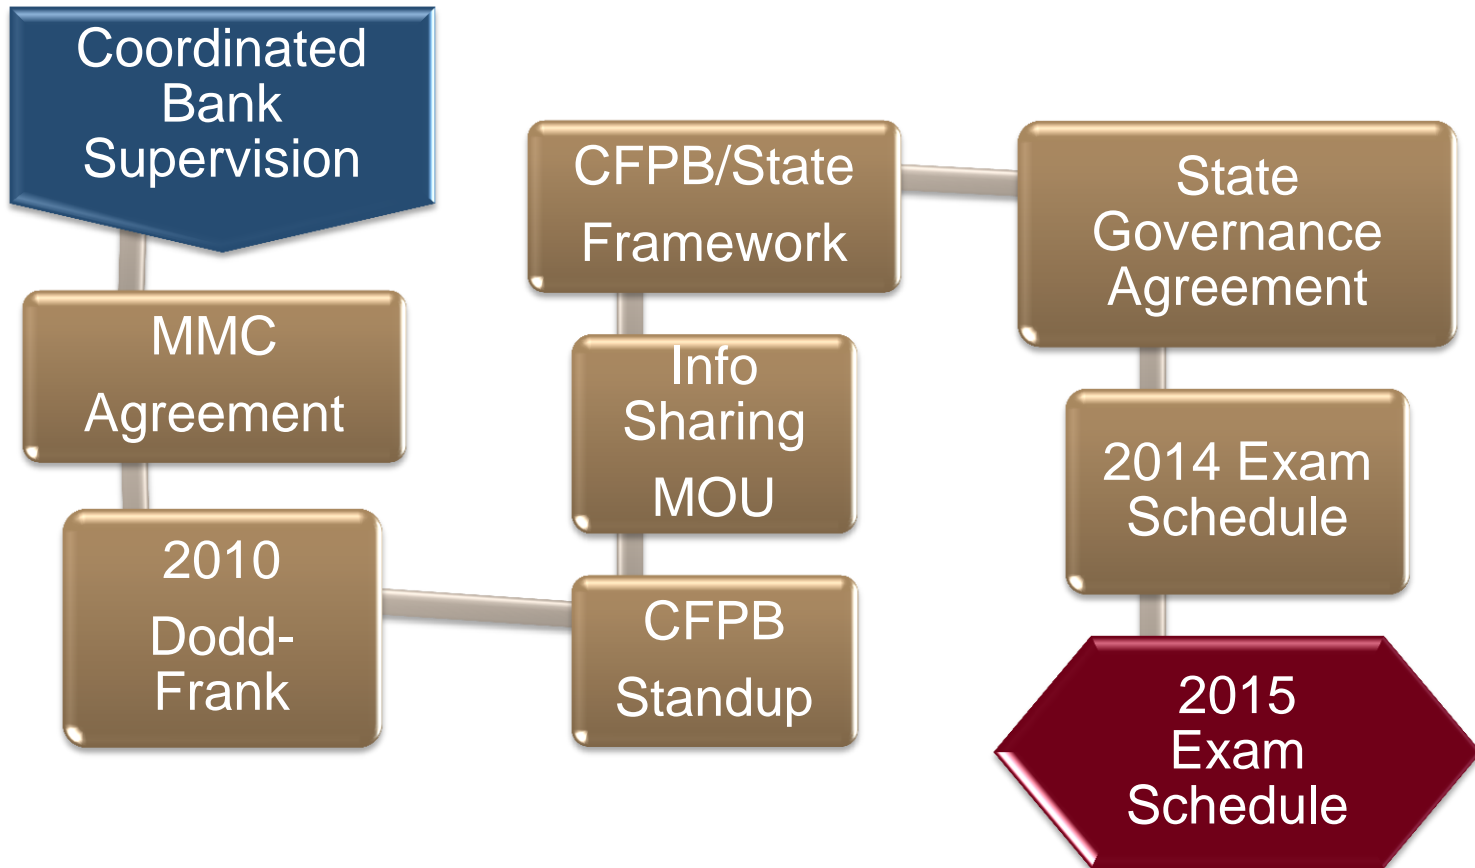 Coordinated
Bank
Supervision
MMC
Agreement
2010
Dodd-
Frank
CFPB
Standup
Info
Sharing
MOU
CFPB/State
Framework
State
Governance
Agreement
2014 Exam
Schedule
2015
Exam
Schedule